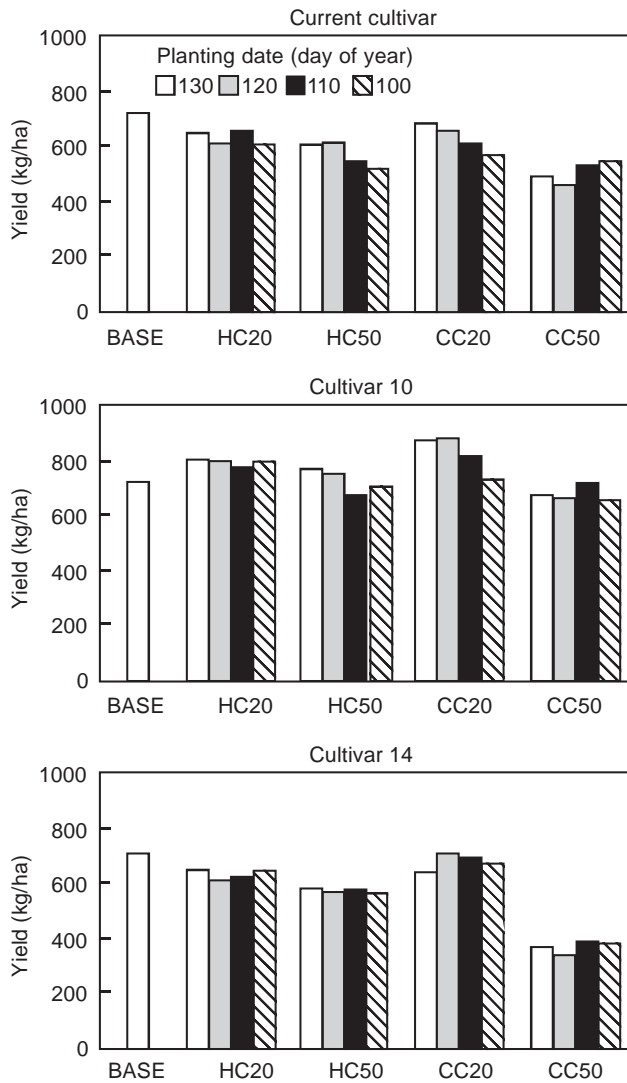 Current cultivar
1000
Planting date (day of year)
130 120 110 100
800
600
400
200
0
Yield (kg/ha)
BASE HC20 HC50 CC20 CC50
Cultivar 10
1000
800
600
400
200
0
Yield (kg/ha)
BASE HC20 HC50 CC20 CC50
Cultivar 14
1000
800
600
400
200
0
Yield (kg/ha)
BASE HC20 HC50 CC20 CC50